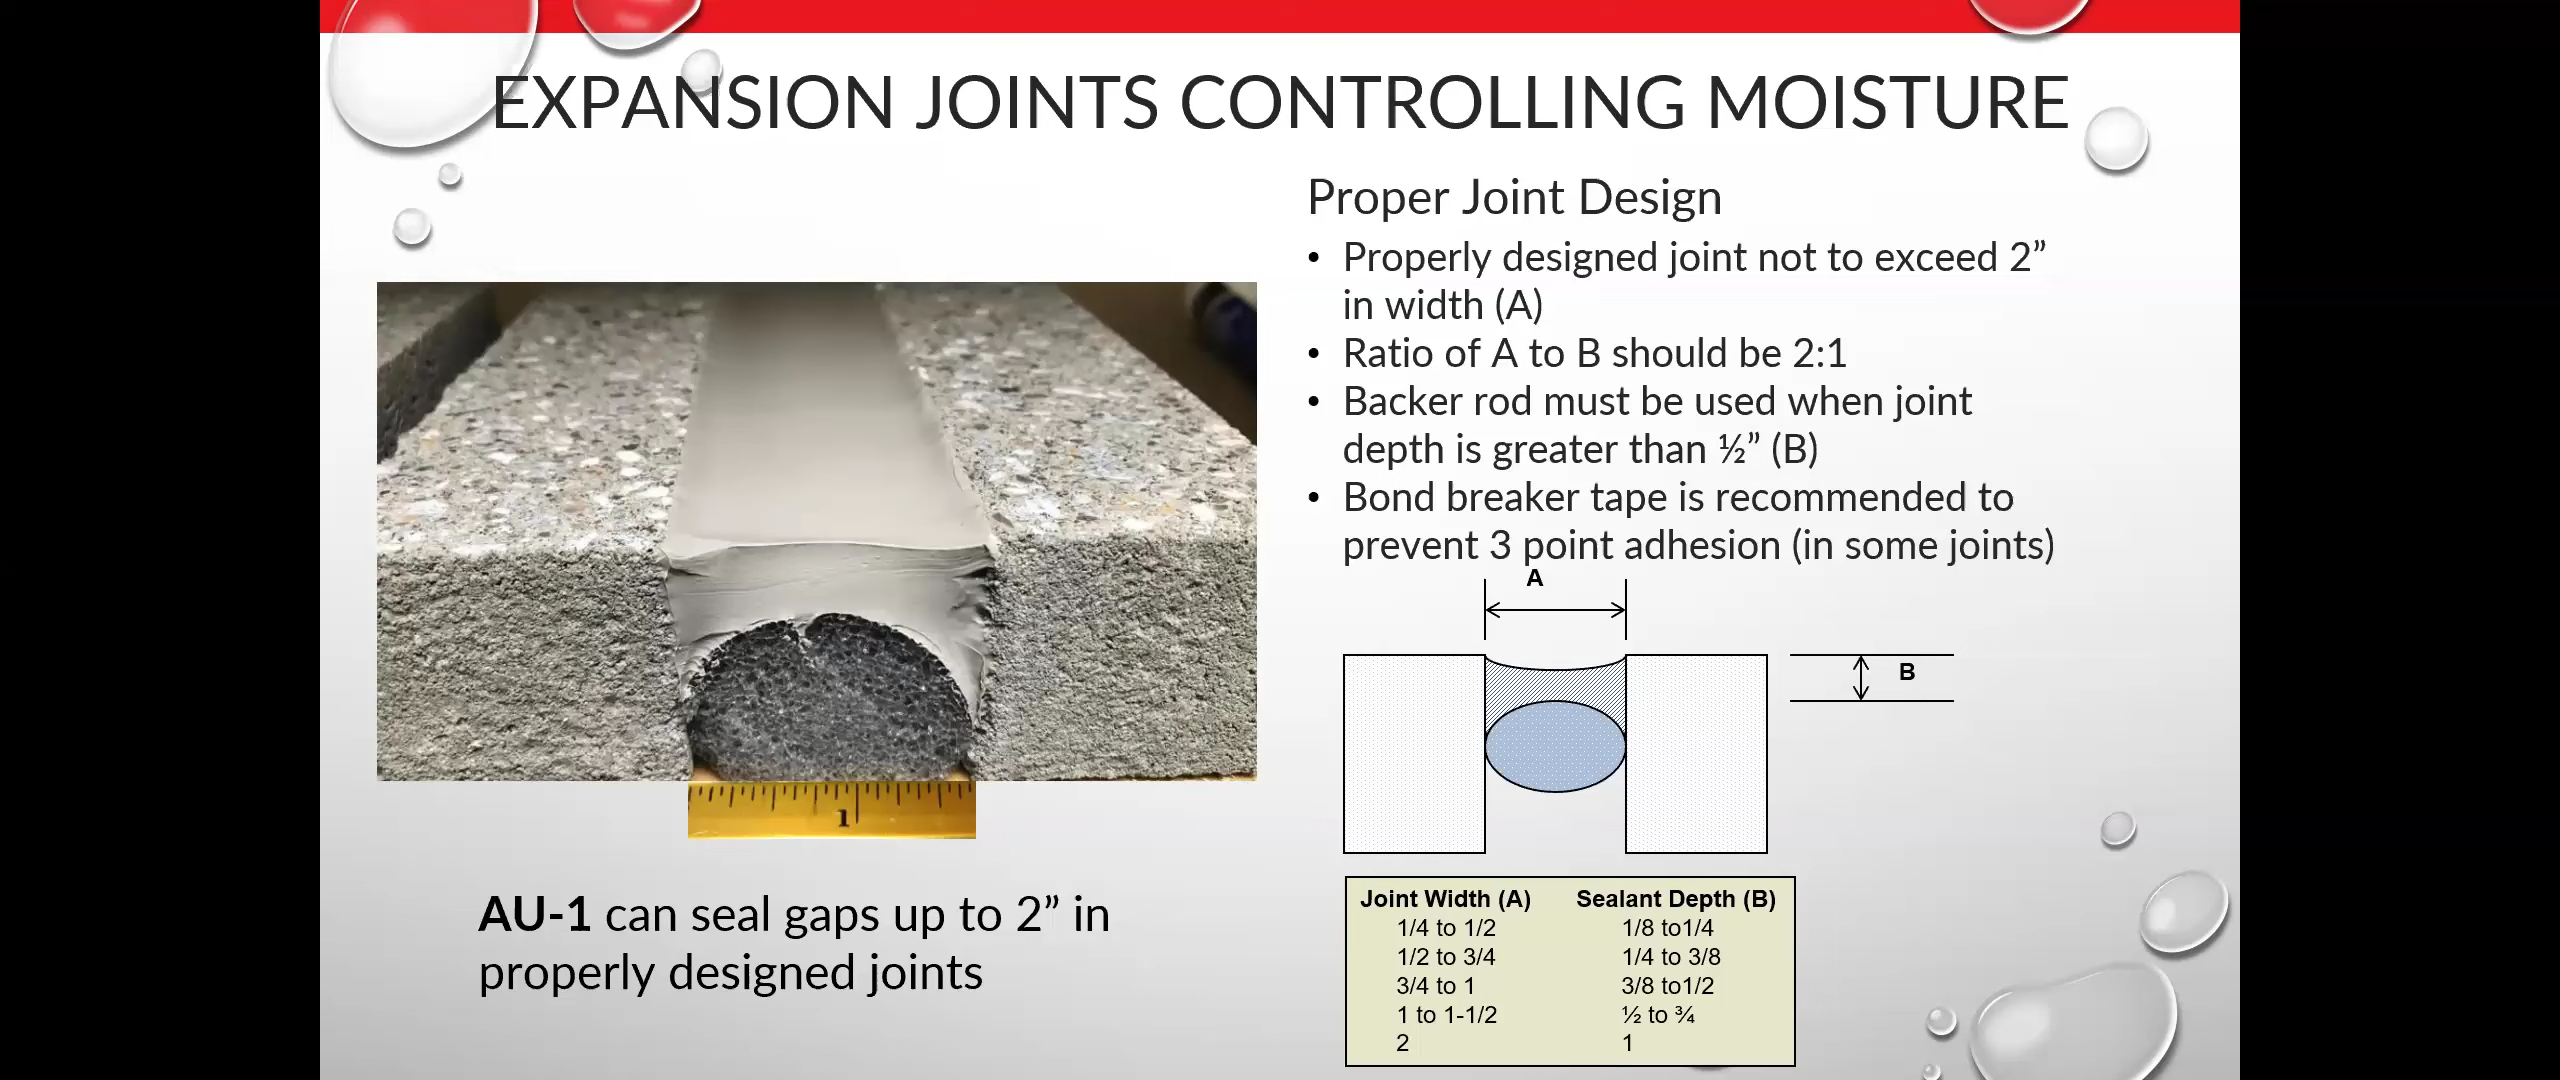 EXPANSION JOINTS CONTROLLING MOISTURE
Proper Joint Design
• Properly designed joint not to exceed 2”
in width (A)
• Ratio of A to B should be 2:1
• Backer rod must be used when joint
depth is greater than ½” (B)
• Bond breaker tape is recommended to
prevent 3 point adhesion (in some joints)
A
B
1
AU-1 can seal gaps up to 2” in
properly designed joints
Joint Width (A) Sealant Depth (B)
1/4 to 1/2 1/8 to1/4
1/2 to 3/4 1/4 to 3/8
3/4 to 1 3/8 to1/2
1 to 1-1/2 ½ to ¾
2 1